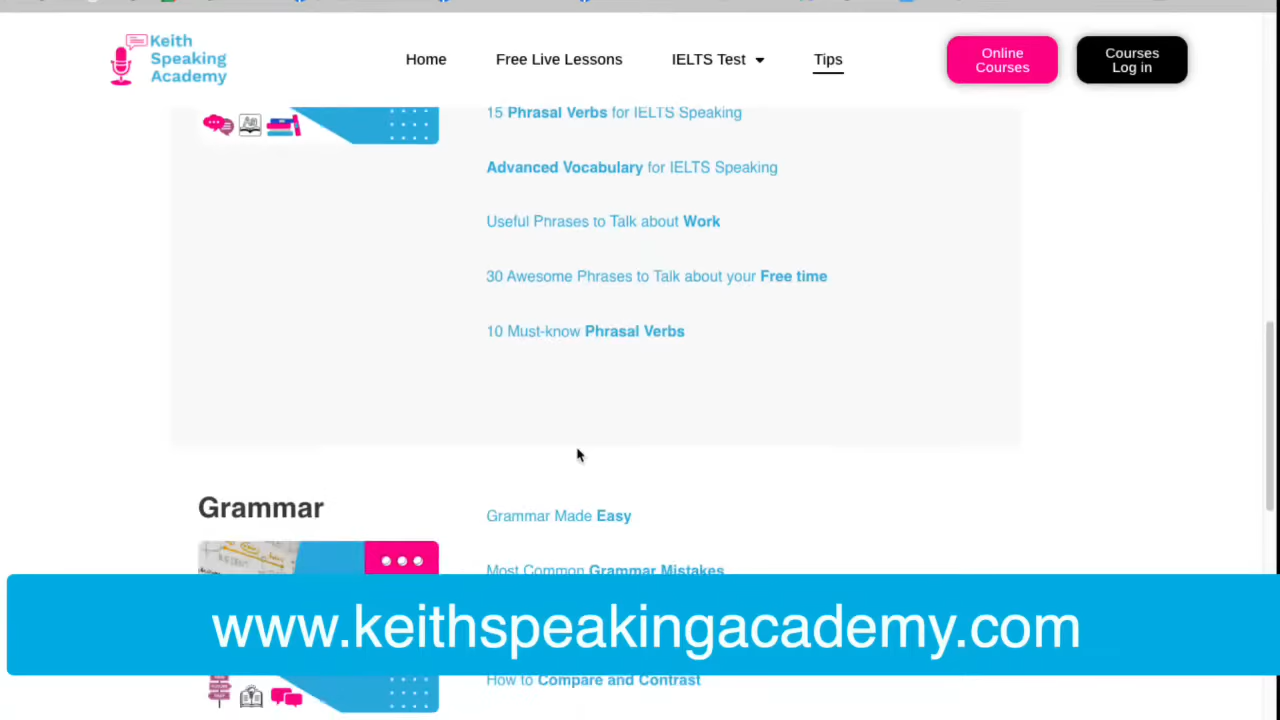 Keith
Speaking
Academy
Home
Free Live Lessons
IELTS Test
Tips
Online
Courses
Courses
Log in
15 Phrasal Verbs for IELTS Speaking
Advanced Vocabulary for IELTS Speaking
Useful Phrases to Talk about Work
30 Awesome Phrases to Talk about your Free time
10 Must-know Phrasal Verbs
Grammar
Grammar Made Easy
Most Common Grammar Mistakes
www.keithspeakingacademy.com
How to Compare and Contrast